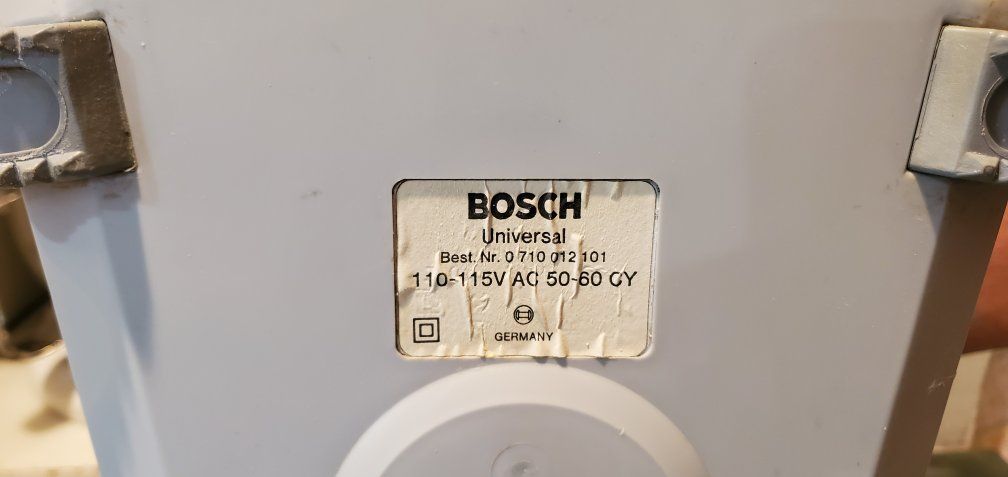 BOSCH
Universal
Best. Nr. 0 710 012 101
110-115V AC 50-60 CY
GERMANY